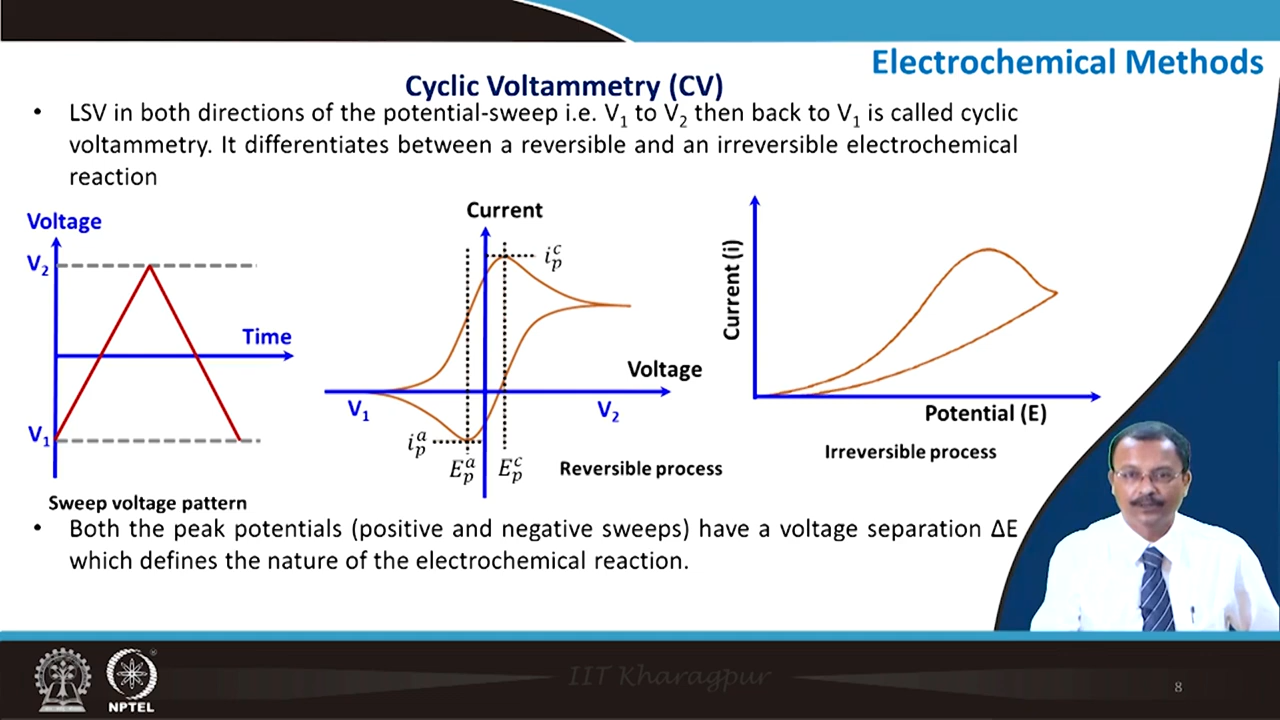 Electrochemical Methods
Cyclic Voltammetry (CV)
• LSV in both directions of the potential-sweep i.e. V₁ to V₂ then back to V₁ is called cyclic
voltammetry. It differentiates between a reversible and an irreversible electrochemical
reaction
Voltage
V₂
Time
V₁
Sweep voltage pattern
Current
i_p^c
Voltage
V₁
V₂
i_p^a
E_p^a
E_p^c
Reversible process
Current (i)
Potential (E)
Irreversible process
• Both the peak potentials (positive and negative sweeps) have a voltage separation ΔE
which defines the nature of the electrochemical reaction.
NPTEL
IIT Kharagpur
8